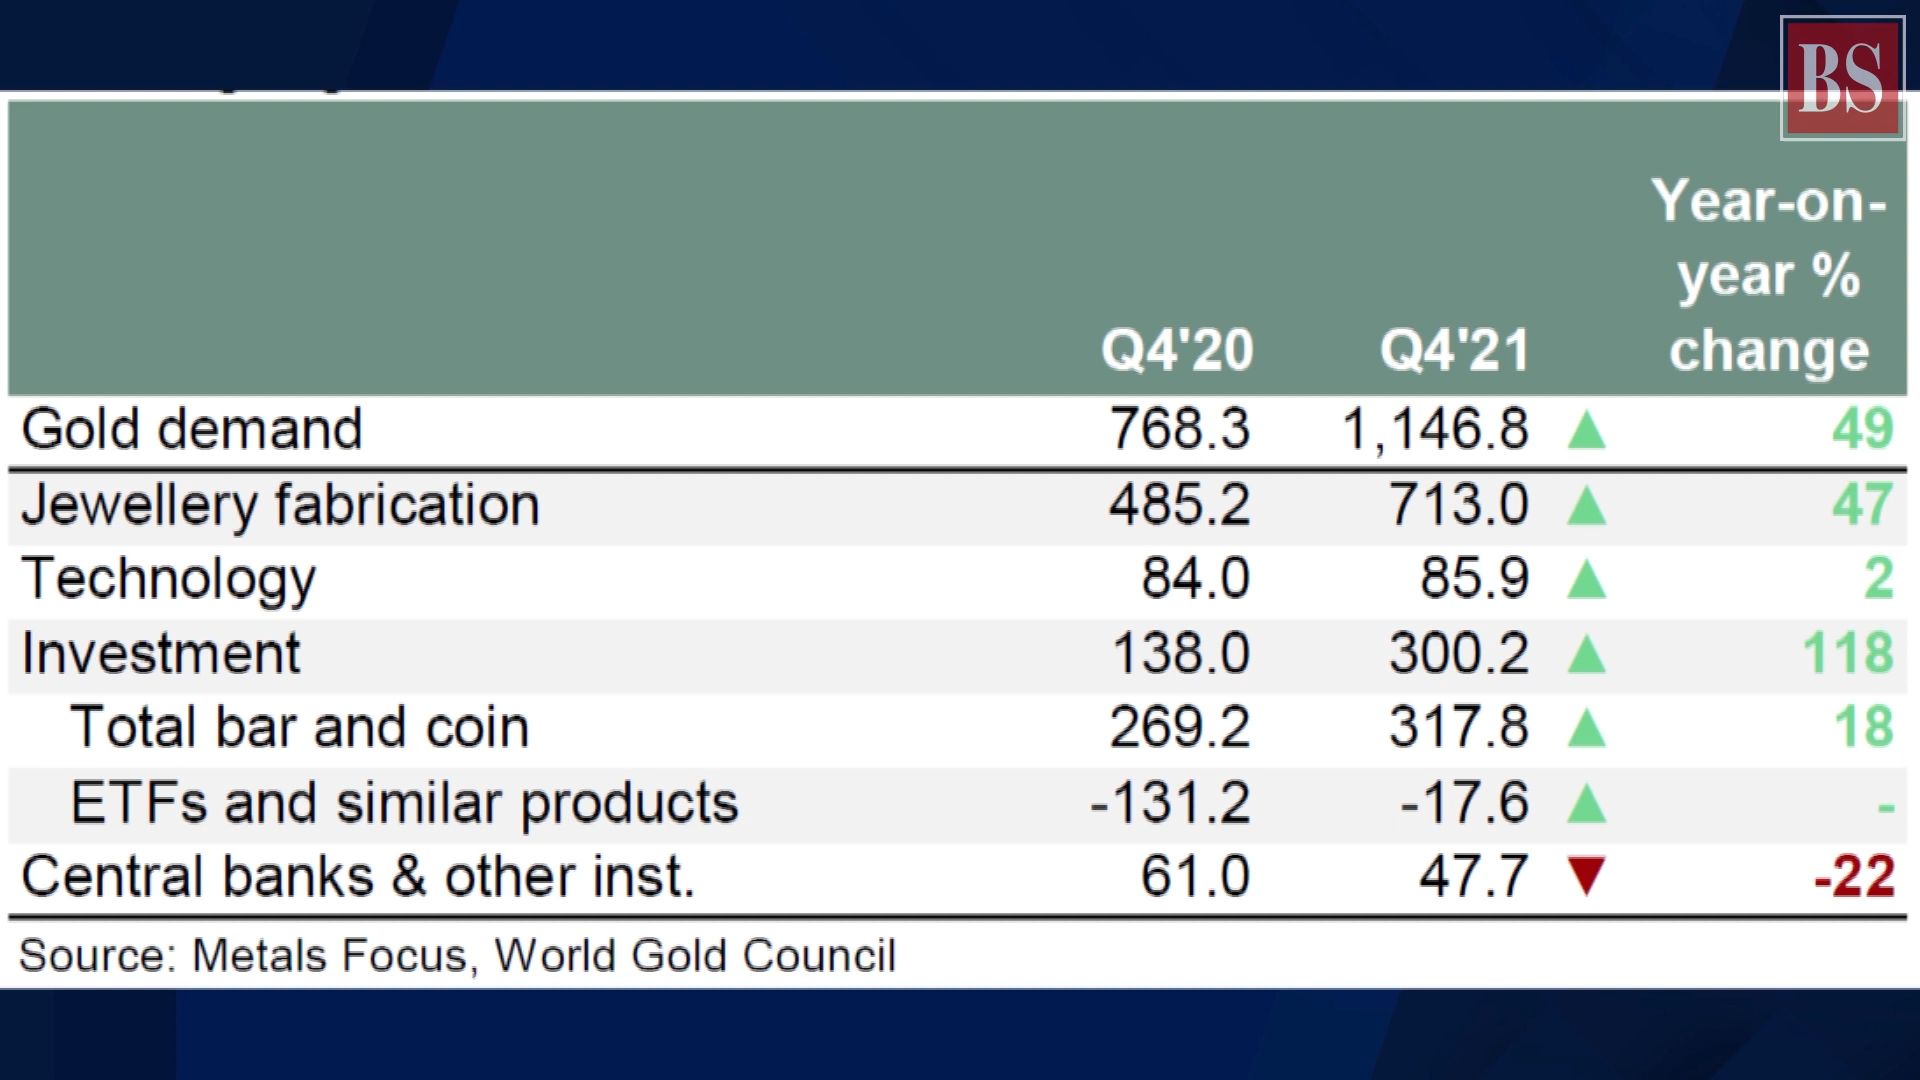 BS
Year-on-
year %
Q4'20 Q4'21 change
Gold demand 768.3 1,146.8 ▲ 49
Jewellery fabrication 485.2 713.0 ▲ 47
Technology 84.0 85.9 ▲ 2
Investment 138.0 300.2 ▲ 118
Total bar and coin 269.2 317.8 ▲ 18
ETFs and similar products -131.2 -17.6 ▲ -
Central banks & other inst. 61.0 47.7 ▼ -22
Source: Metals Focus, World Gold Council